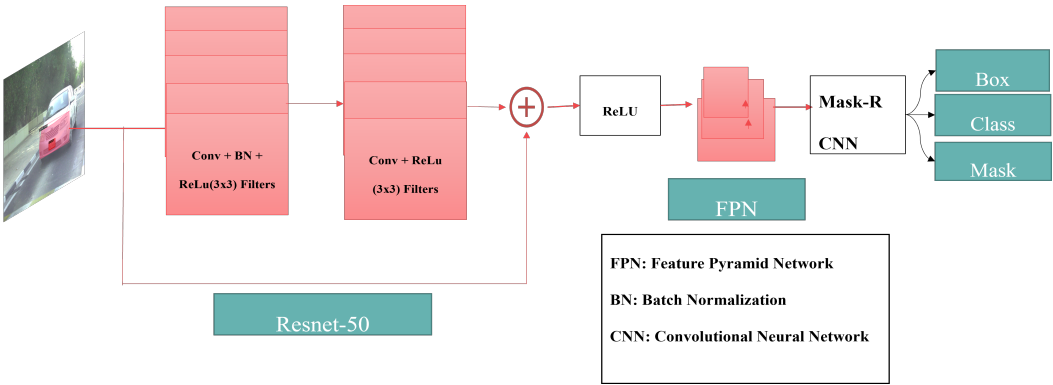 Conv + BN +
ReLu(3x3) Filters
Conv + ReLu
(3x3) Filters
ReLU
Mask-R
CNN
Box
Class
Mask
FPN
Resnet-50
FPN: Feature Pyramid Network
BN: Batch Normalization
CNN: Convolutional Neural Network